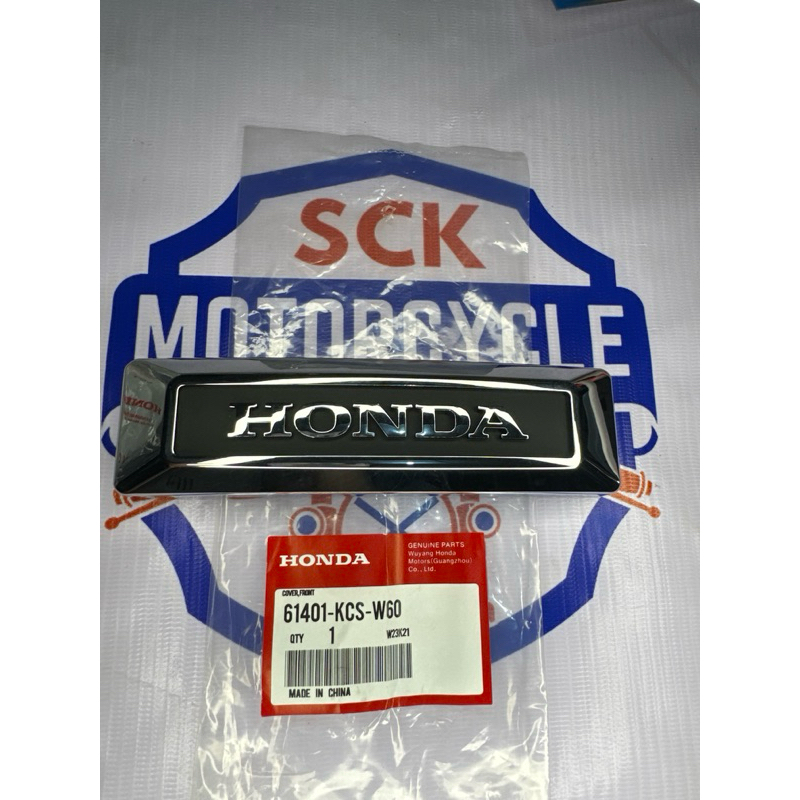 SCK
MOTORCYCLE
HONDA
HONDA
GENUINE PARTS
Wuyang Honda
Motors(Guangzhou)
Co., Ltd.
COVER,FRONT
61401-KCS-W60
QTY 1 W23K21
MADE IN CHINA